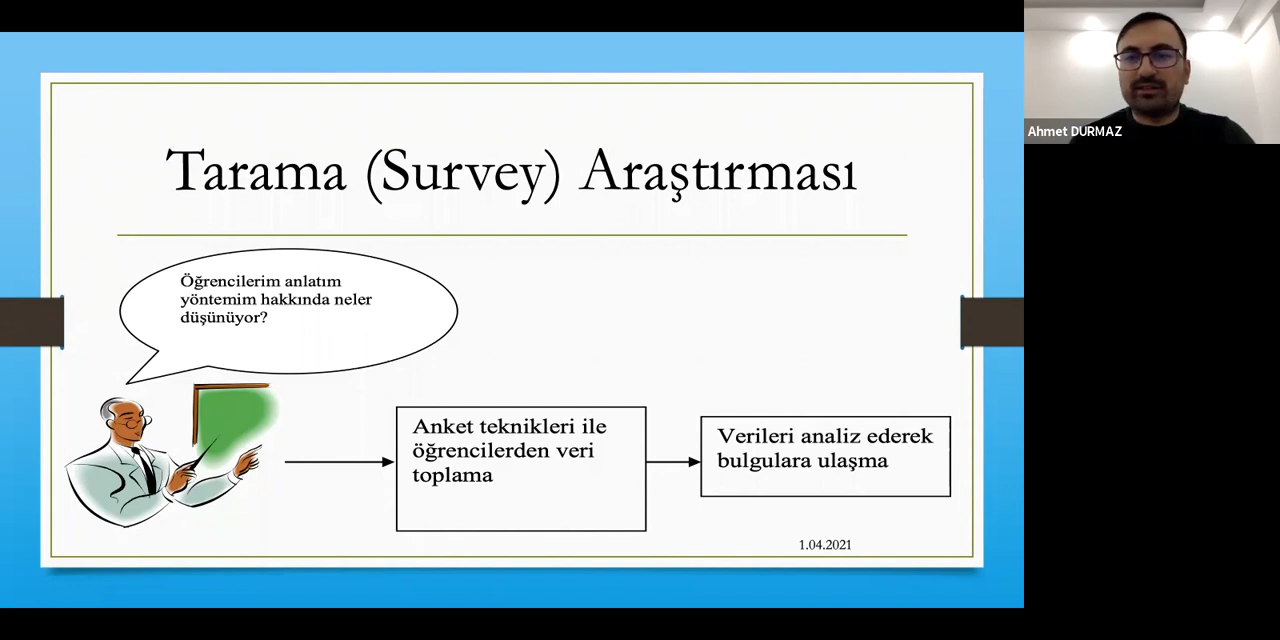 Tarama (Survey) Araştırması
Öğrencilerim anlatım
yöntemim hakkında neler
düşünüyor?
Anket teknikleri ile
öğrencilerden veri
toplama
Verileri analiz ederek
bulgulara ulaşma
1.04.2021
Ahmet DURMAZ